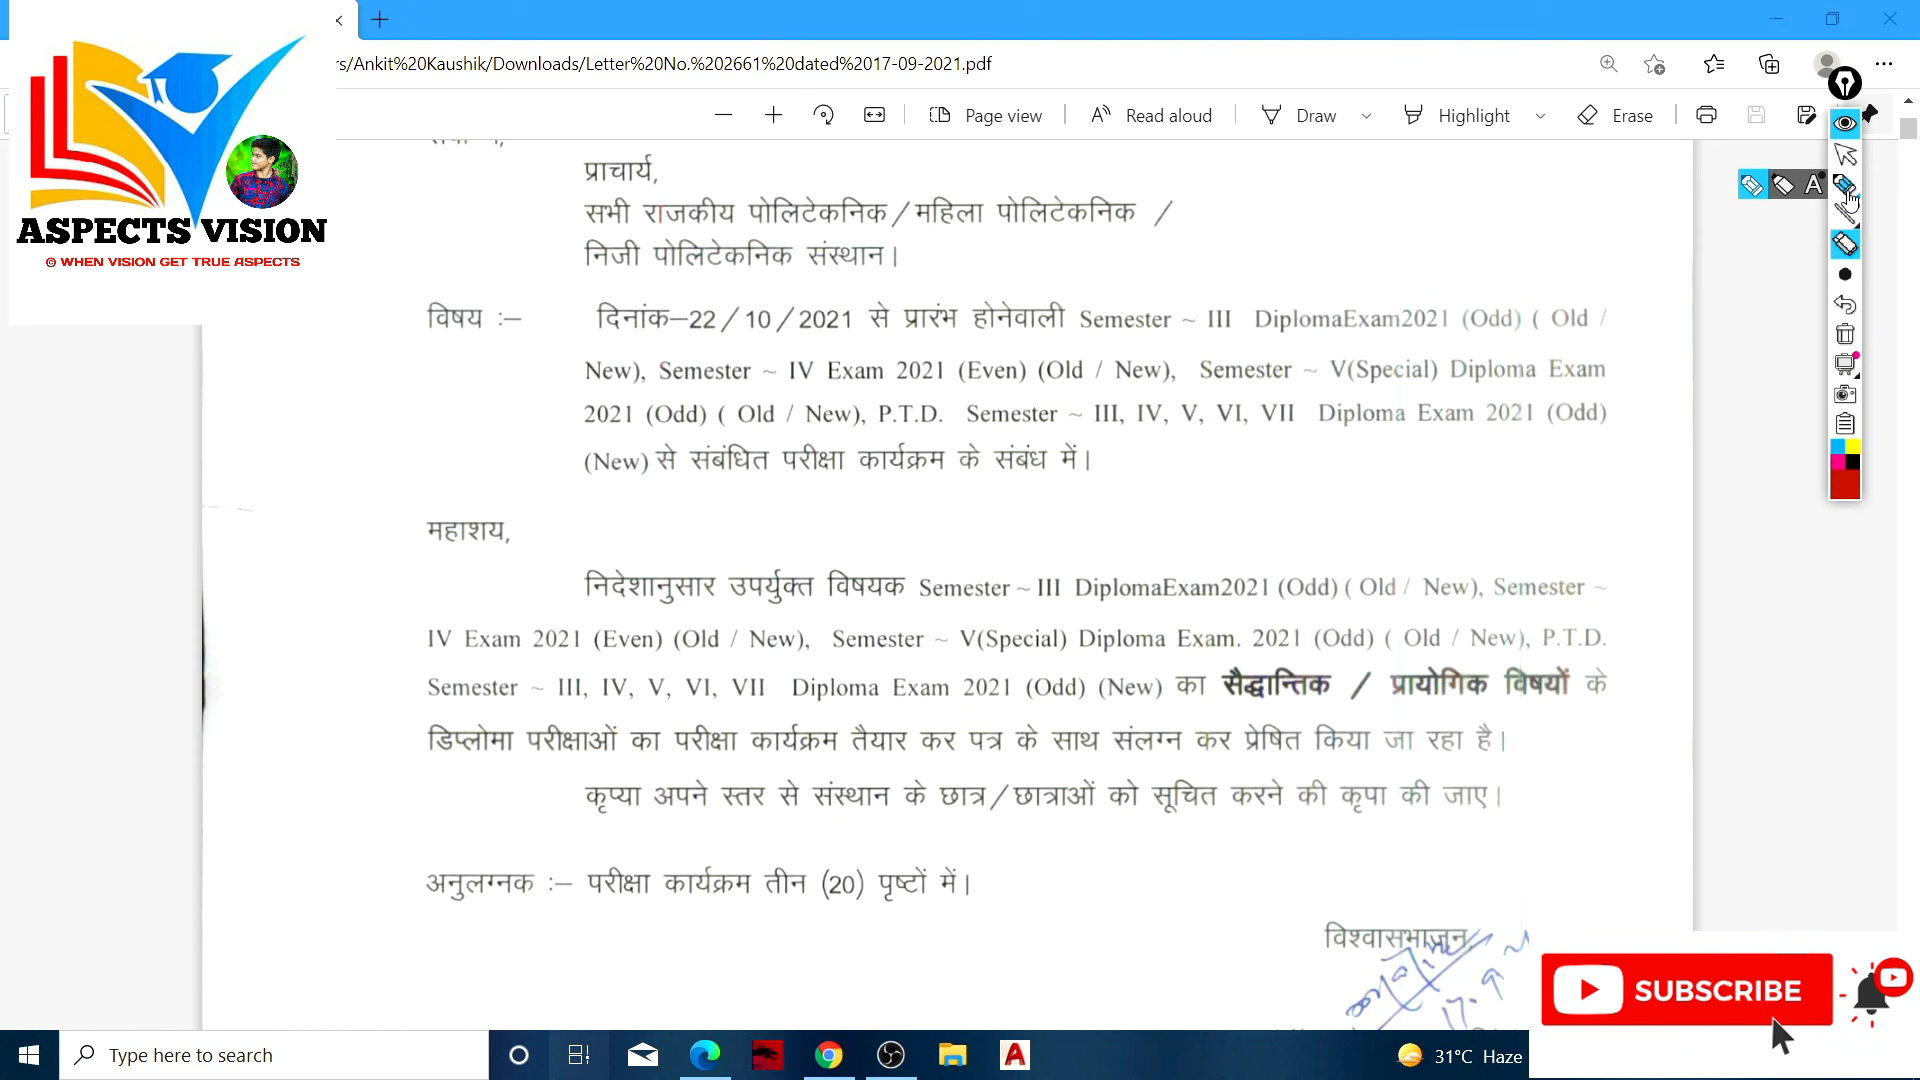 rs/Ankit%20Kaushik/Downloads/Letter%20No.%202661%20dated%2017-09-2021.pdf
Page view
Read aloud
Draw
Highlight
Erase
A
ASPECTS VISION
© WHEN VISION GET TRUE ASPECTS
प्राचार्य,
सभी राजकीय पोलिटेकनिक/महिला पोलिटेकनिक /
निजी पोलिटेकनिक संस्थान।
विषय :– दिनांक–22/10/2021 से प्रारंभ होनेवाली Semester ~ III DiplomaExam2021 (Odd) ( Old /
New), Semester ~ IV Exam 2021 (Even) (Old / New), Semester ~ V(Special) Diploma Exam
2021 (Odd) ( Old / New), P.T.D. Semester ~ III, IV, V, VI, VII Diploma Exam 2021 (Odd)
(New) से संबंधित परीक्षा कार्यक्रम के संबंध में।
महाशय,
निदेशानुसार उपर्युक्त विषयक Semester ~ III DiplomaExam2021 (Odd) ( Old / New), Semester ~
IV Exam 2021 (Even) (Old / New), Semester ~ V(Special) Diploma Exam. 2021 (Odd) ( Old / New), P.T.D.
Semester ~ III, IV, V, VI, VII Diploma Exam 2021 (Odd) (New) का सैद्धान्तिक / प्रायोगिक विषयों के
डिप्लोमा परीक्षाओं का परीक्षा कार्यक्रम तैयार कर पत्र के साथ संलग्न कर प्रेषित किया जा रहा है।
कृप्या अपने स्तर से संस्थान के छात्र/छात्राओं को सूचित करने की कृपा की जाए।
अनुलग्नक :– परीक्षा कार्यक्रम तीन (20) पृष्टों में।
विश्वासभाजन,
17.9
SUBSCRIBE
Type here to search
31°C Haze